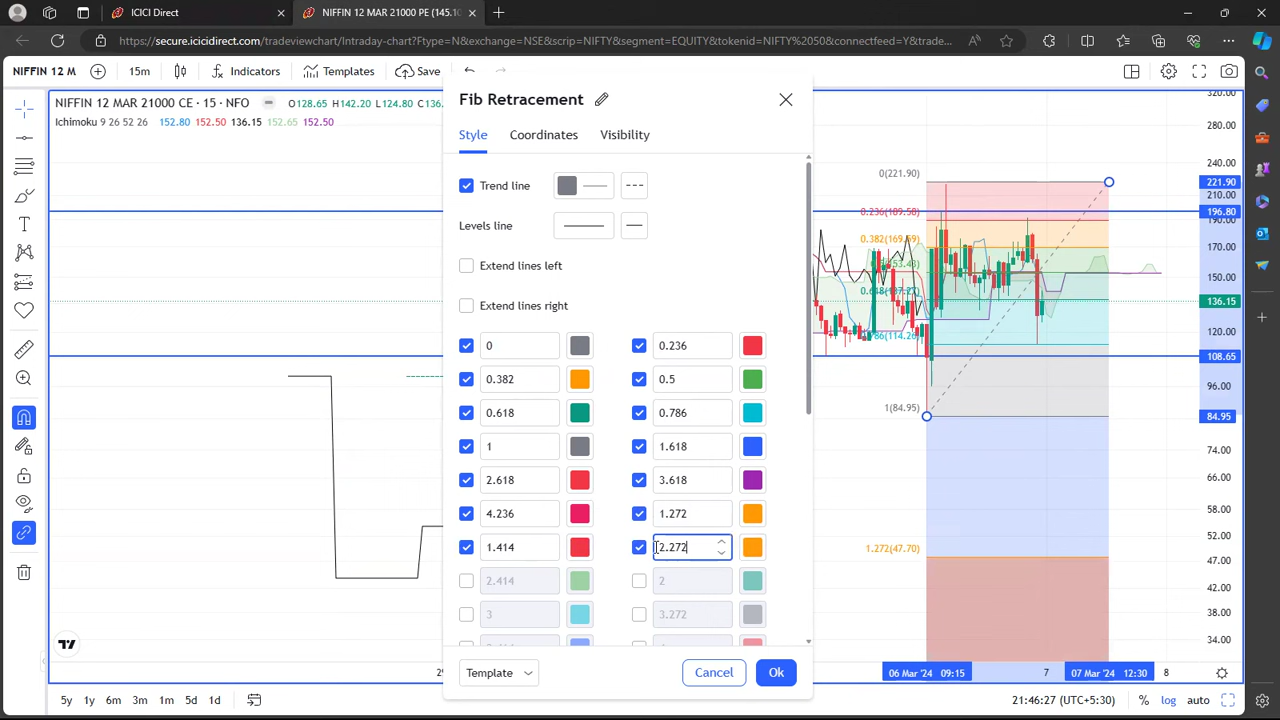 ICICI Direct
NIFFIN 12 MAR 21000 PE (145.10
https://secure.icicidirect.com/tradeviewchart/Intraday-chart?Ftype=N&exchange=NSE&scrip=NIFTY&segment=EQUITY&tokenid=NIFTY%2050&connectfeed=Y&trade...
NIFFIN 12 M
15m
Indicators
Templates
Save
NIFFIN 12 MAR 21000 CE · 15 · NFO
O128.65 H142.20 L124.80 C136.
Ichimoku 9 26 52 26 152.80 152.50 136.15 152.65 152.50
Fib Retracement
Style
Coordinates
Visibility
Trend line
Levels line
Extend lines left
Extend lines right
0
0.236
0.382
0.5
0.618
0.786
1
1.618
2.618
3.618
4.236
1.272
1.414
2.272
2.414
2
3
3.272
Template
Cancel
Ok
0(221.90)
0.236(189.58)
0.382(169.69)
0.786(114.26)
1(84.95)
1.272(47.70)
320.00
280.00
240.00
221.90
210.00
196.80
190.00
170.00
150.00
136.15
120.00
108.65
96.00
84.95
74.00
66.00
58.00
52.00
47.00
42.00
38.00
34.00
29
06 Mar '24 09:15
7
07 Mar '24 12:30
8
5y
1y
6m
3m
1m
5d
1d
21:46:27 (UTC+5:30)
%
log
auto